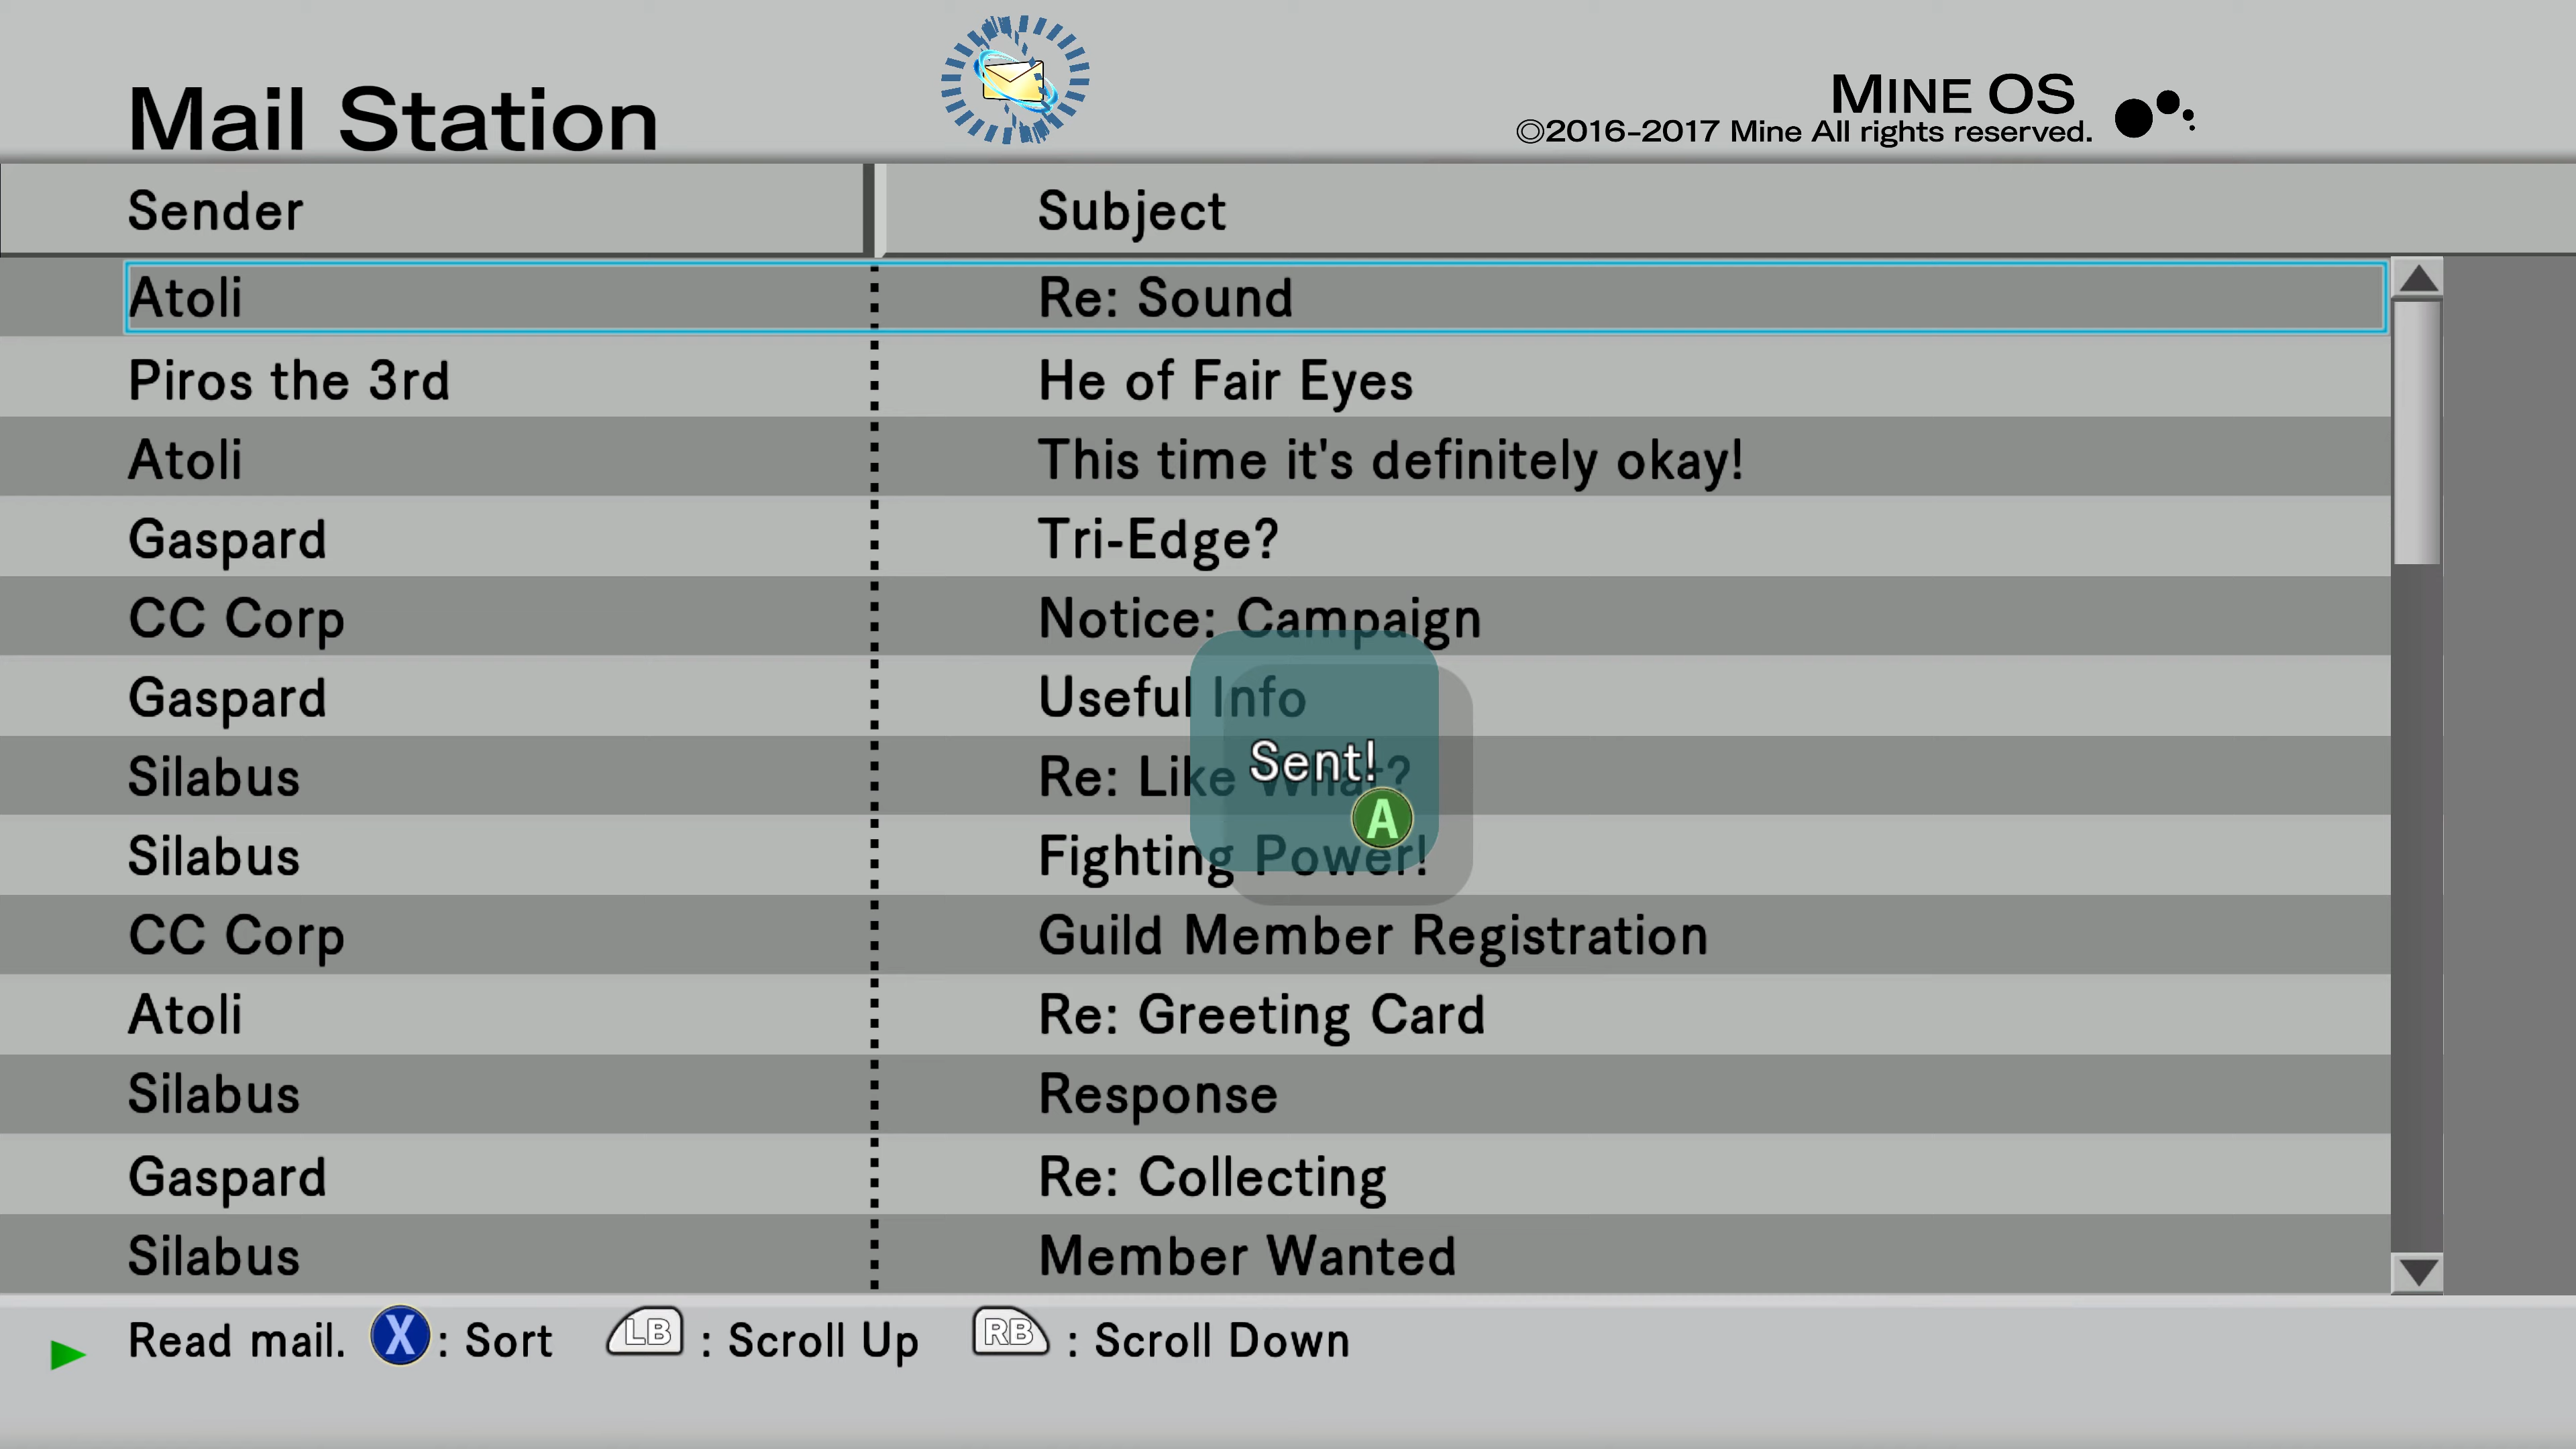 Mail Station
MINE OS
©2016-2017 Mine All rights reserved.
Sender Subject
Atoli Re: Sound
Piros the 3rd He of Fair Eyes
Atoli This time it's definitely okay!
Gaspard Tri-Edge?
CC Corp Notice: Campaign
Gaspard Useful Info
Silabus Re: Like What?
Sent!
A
Silabus Fighting Power!
CC Corp Guild Member Registration
Atoli Re: Greeting Card
Silabus Response
Gaspard Re: Collecting
Silabus Member Wanted
Read mail. X : Sort LB : Scroll Up RB : Scroll Down